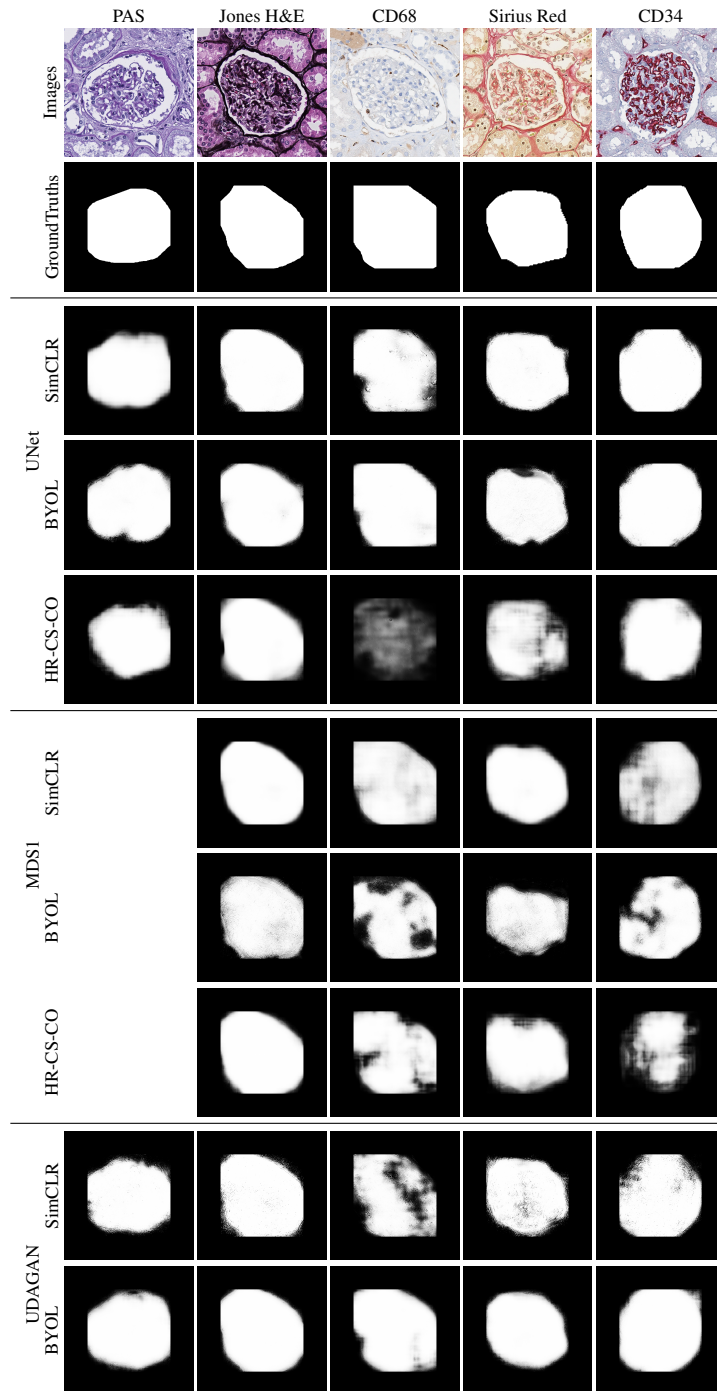 PAS Jones H&E CD68 Sirius Red CD34
Images
GroundTruths
UNet
SimCLR
BYOL
HR-CS-CO
MDS1
SimCLR
BYOL
HR-CS-CO
UDAGAN
SimCLR
BYOL